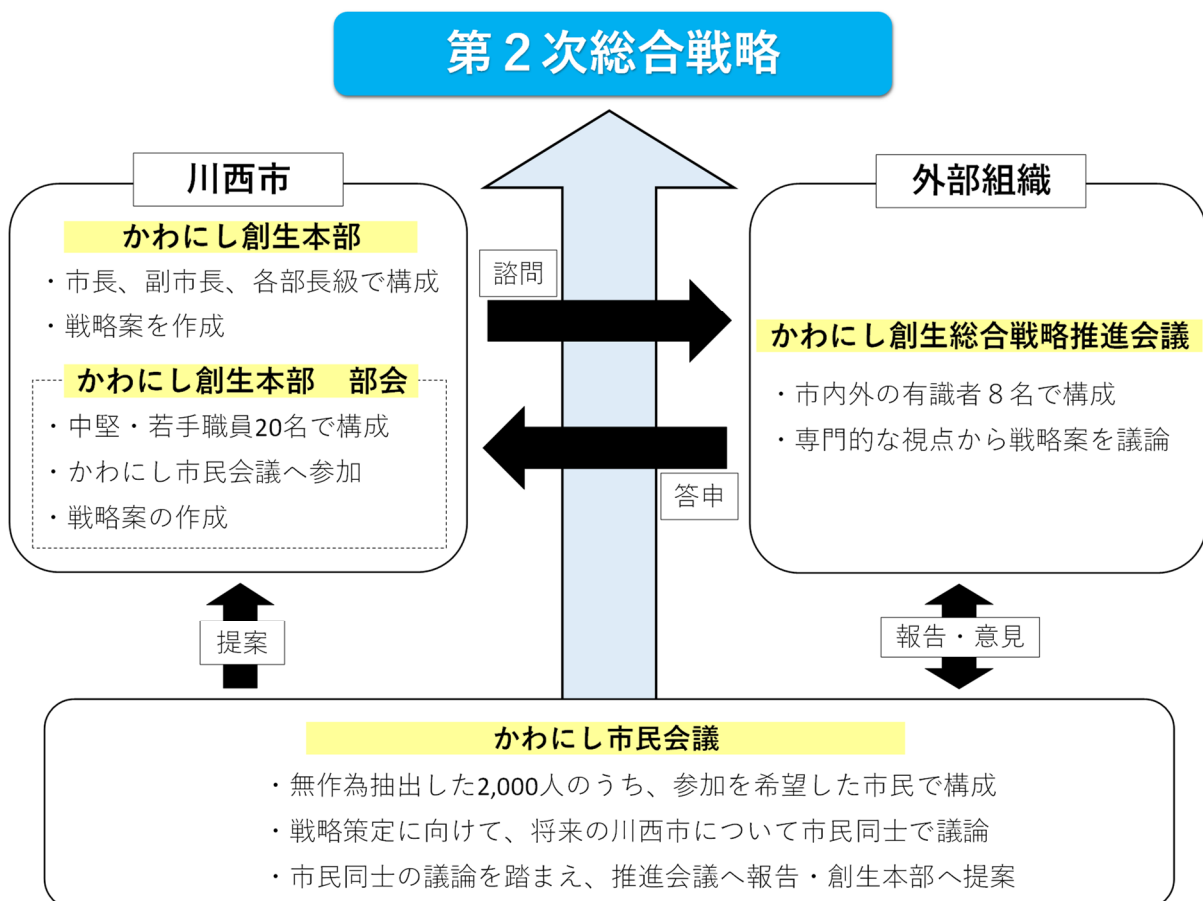 第２次総合戦略
川西市
かわにし創生本部
・市長、副市長、各部長級で構成
・戦略案を作成
かわにし創生本部　部会
・中堅・若手職員20名で構成
・かわにし市民会議へ参加
・戦略案の作成
諮問
答申
外部組織
かわにし創生総合戦略推進会議
・市内外の有識者８名で構成
・専門的な視点から戦略案を議論
提案
報告・意見
かわにし市民会議
・無作為抽出した2,000人のうち、参加を希望した市民で構成
・戦略策定に向けて、将来の川西市について市民同士で議論
・市民同士の議論を踏まえ、推進会議へ報告・創生本部へ提案